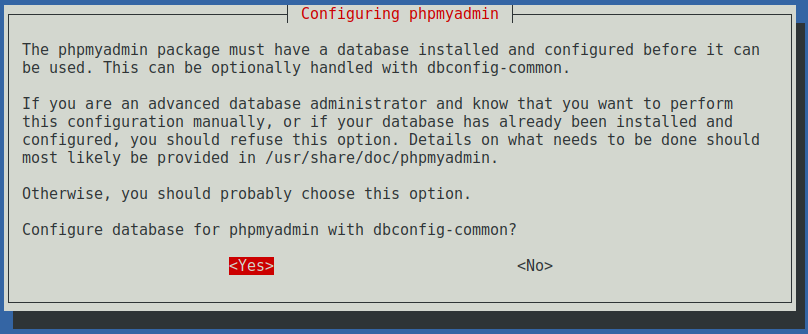 Configuring phpmyadmin
The phpmyadmin package must have a database installed and configured before it can
be used. This can be optionally handled with dbconfig-common.
If you are an advanced database administrator and know that you want to perform
this configuration manually, or if your database has already been installed and
configured, you should refuse this option. Details on what needs to be done should
most likely be provided in /usr/share/doc/phpmyadmin.
Otherwise, you should probably choose this option.
Configure database for phpmyadmin with dbconfig-common?
<Yes> <No>